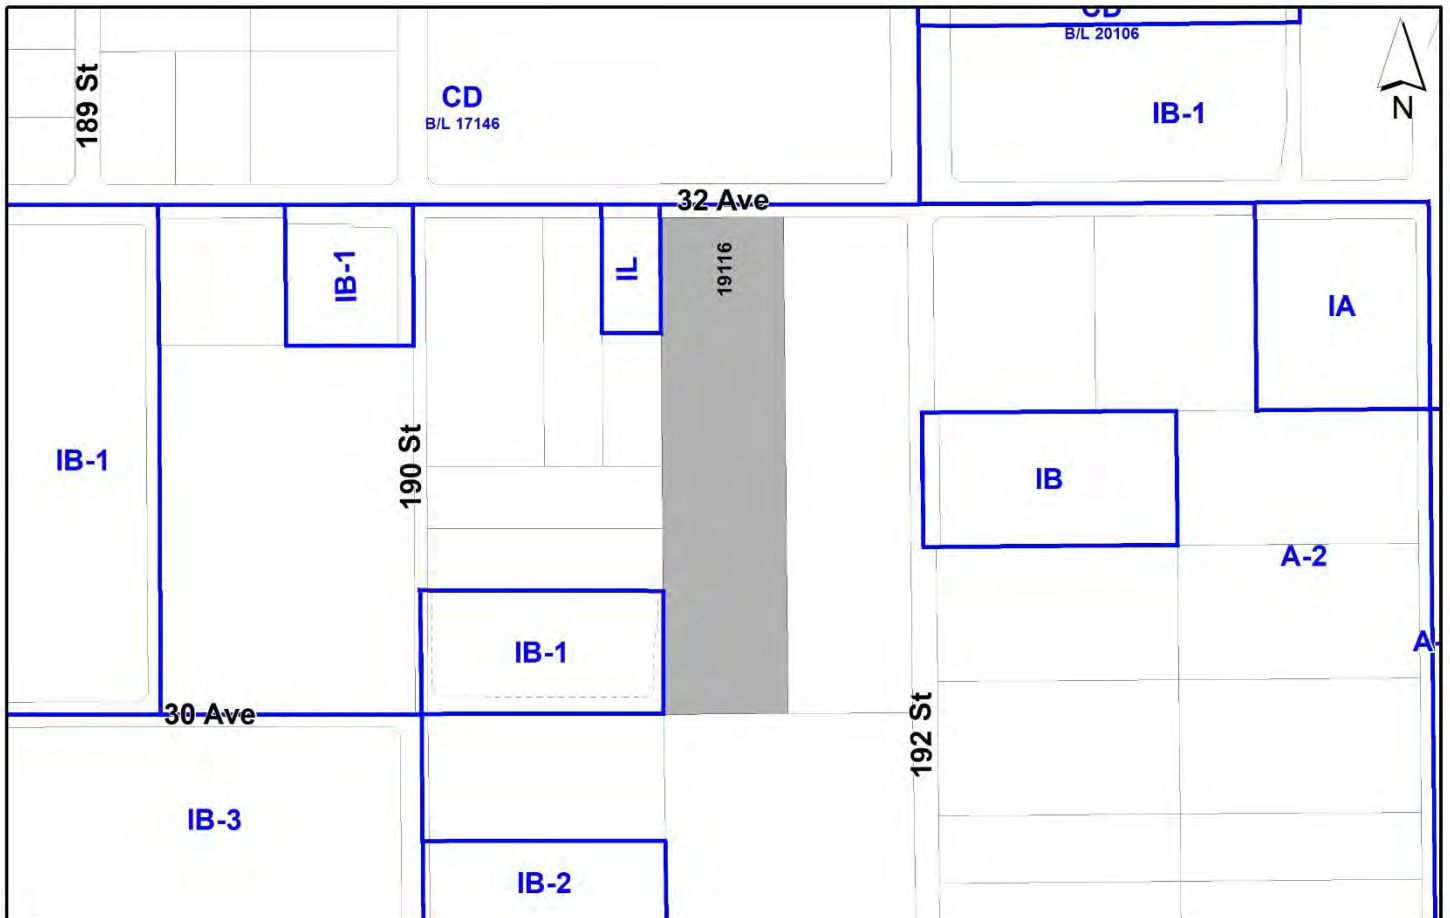 CD
B/L 20106
189 St
CD
B/L 17146
IB-1
N
32 Ave
IB-1
IL
19116
IA
IB-1
190 St
IB
A-2
IB-1
A-
30 Ave
192 St
IB-3
IB-2